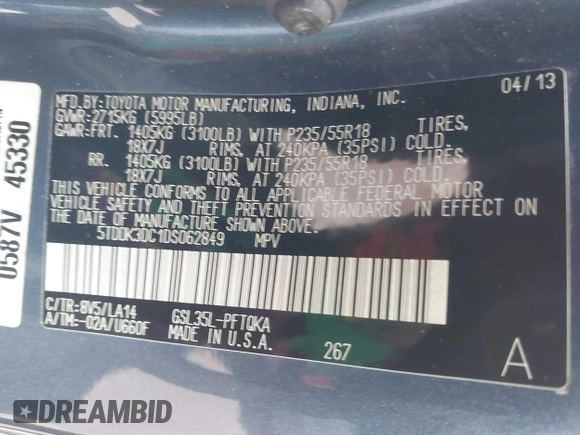 04/13
MFD.BY:TOYOTA MOTOR MANUFACTURING, INDIANA, INC.
GVWR:2715KG (5995LB)
GAWR:FRT. 1405KG (3100LB) WITH P235/55R18 TIRES,
18X7J RIMS, AT 240KPA (35PSI) COLD.
RR. 1405KG (3100LB) WITH P235/55R18 TIRES,
18X7J RIMS, AT 240KPA (35PSI) COLD.
THIS VEHICLE CONFORMS TO ALL APPLICABLE FEDERAL MOTOR
VEHICLE SAFETY AND THEFT PREVENTION STANDARDS IN EFFECT ON
THE DATE OF MANUFACTURE SHOWN ABOVE.
5TDDK3DC1DS062849 MPV
C/TR:8V5/LA14 GSL35L-PFTQKA
A/TM:-02A/U660F MADE IN U.S.A.
267
A
0587V 45330
DREAMBID